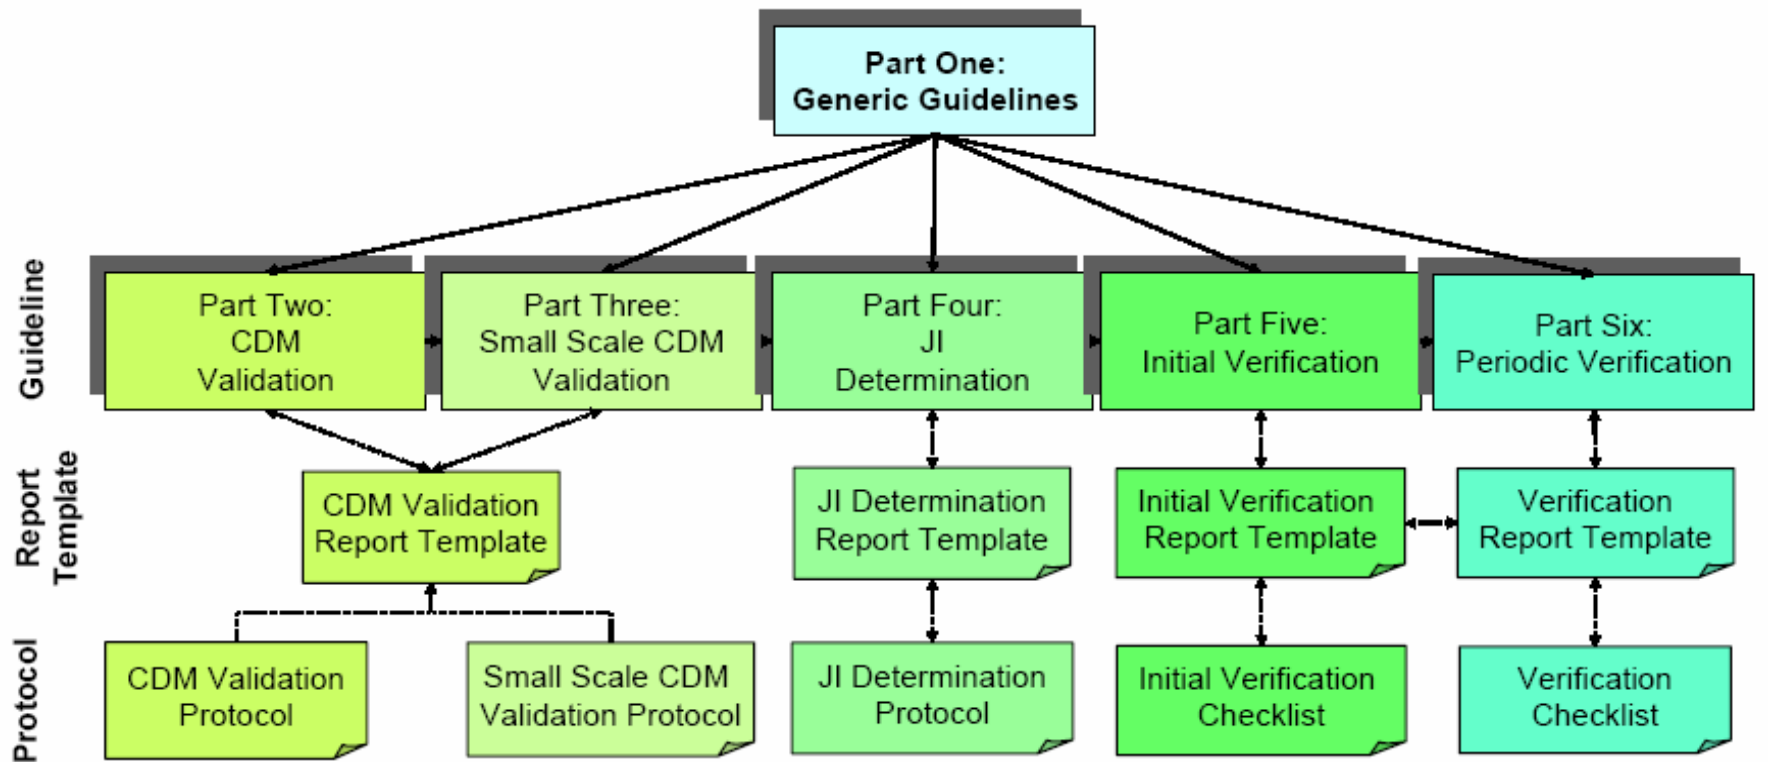 Part One:
Generic Guidelines
Guideline
Part Two:
CDM
Validation
Part Three:
Small Scale CDM
Validation
Part Four:
JI
Determination
Part Five:
Initial Verification
Part Six:
Periodic Verification
Report
Template
CDM Validation
Report Template
JI Determination
Report Template
Initial Verification
Report Template
Verification
Report Template
Protocol
CDM Validation
Protocol
Small Scale CDM
Validation Protocol
JI Determination
Protocol
Initial Verification
Checklist
Verification
Checklist